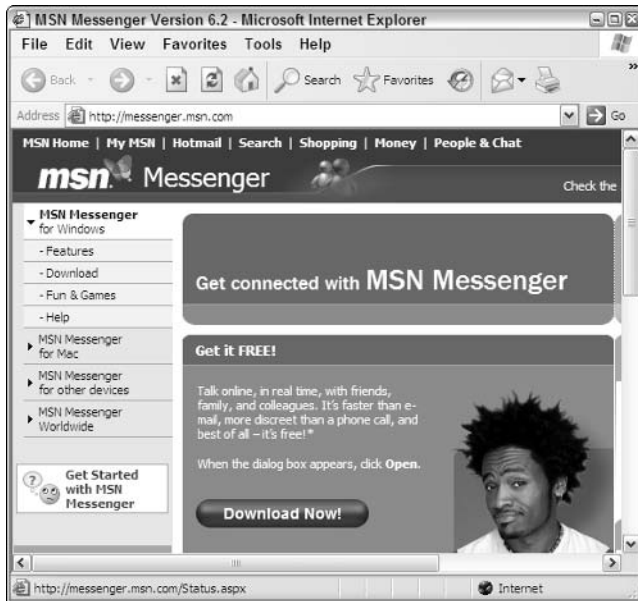 MSN Messenger Version 6.2 - Microsoft Internet Explorer
File Edit View Favorites Tools Help
Back Search Favorites
Address http://messenger.msn.com Go
MSN Home | My MSN | Hotmail | Search | Shopping | Money | People & Chat
msn Messenger
Check the
MSN Messenger
for Windows
- Features
- Download
- Fun & Games
- Help
MSN Messenger
for Mac
MSN Messenger
for other devices
MSN Messenger
Worldwide
Get Started
with MSN
Messenger
Get connected with MSN Messenger
Get it FREE!
Talk online, in real time, with friends,
family, and colleagues. It's faster than e-
mail, more discreet than a phone call, and
best of all – it's free!*
When the dialog box appears, click Open.
Download Now!
http://messenger.msn.com/Status.aspx Internet